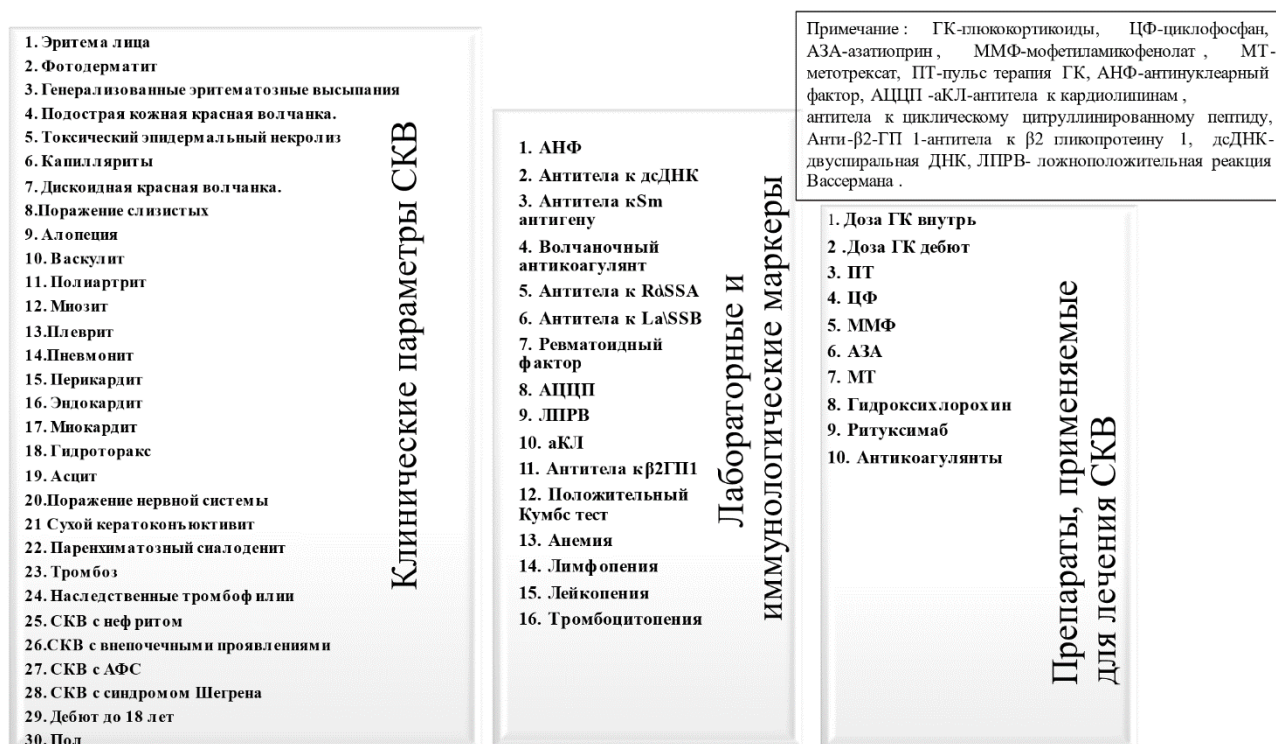 1. Эритема лица
2. Фотодерматит
3. Генерализованные эритематозные высыпания
4. Подострая кожная красная волчанка.
5. Токсический эпидермальный некролиз
6. Капилляриты
7. Дискоидная красная волчанка.
8.Поражение слизистых
9. Алопеция
10. Васкулит
11. Полиартрит
12. Миозит
13.Плеврит
14.Пневмонит
15. Перикардит
16. Эндокардит
17. Миокардит
18. Гидроторакс
19. Асцит
20.Поражение нервной системы
21 Сухой кератоконъюктивит
22. Паренхиматозный сиалоденит
23. Тромбоз
24. Наследственные тромбофилии
25. СКВ с нефритом
26.СКВ с внепочечными проявлениями
27. СКВ с АФС
28. СКВ с синдромом Шегрена
29. Дебют до 18 лет
30. Пол
Клинические параметры СКВ
1. АНФ
2. Антитела к дсДНК
3. Антитела кSm
антигену
4. Волчаночный
антикоагулянт
5. Антитела к Ro\SSA
6. Антитела к La\SSB
7. Ревматоидный
фактор
8. АЦЦП
9. ЛПРВ
10. аКЛ
11. Антитела кβ2ГП1
12. Положительный
Кумбс тест
13. Анемия
14. Лимфопения
15. Лейкопения
16. Тромбоцитопения
Лабораторные и
иммунологические маркеры
Примечание : ГК-глюкокортикоиды, ЦФ-циклофосфан,
АЗА-азатиоприн, ММФ-мофетиламикофенолат , МТ-
метотрексат, ПТ-пульс терапия ГК, АНФ-антинуклеарный
фактор, АЦЦП -аКЛ-антитела к кардиолипинам ,
антитела к циклическому цитруллинированному пептиду,
Анти-β2-ГП 1-антитела к β2 гликопротеину 1, дсДНК-
двуспиральная ДНК, ЛПРВ- ложноположительная реакция
Вассермана .
1. Доза ГК внутрь
2 .Доза ГК дебют
3. ПТ
4. ЦФ
5. ММФ
6. АЗА
7. МТ
8. Гидроксихлорохин
9. Ритуксимаб
10. Антикоагулянты
Препараты, применяемые
для лечения СКВ